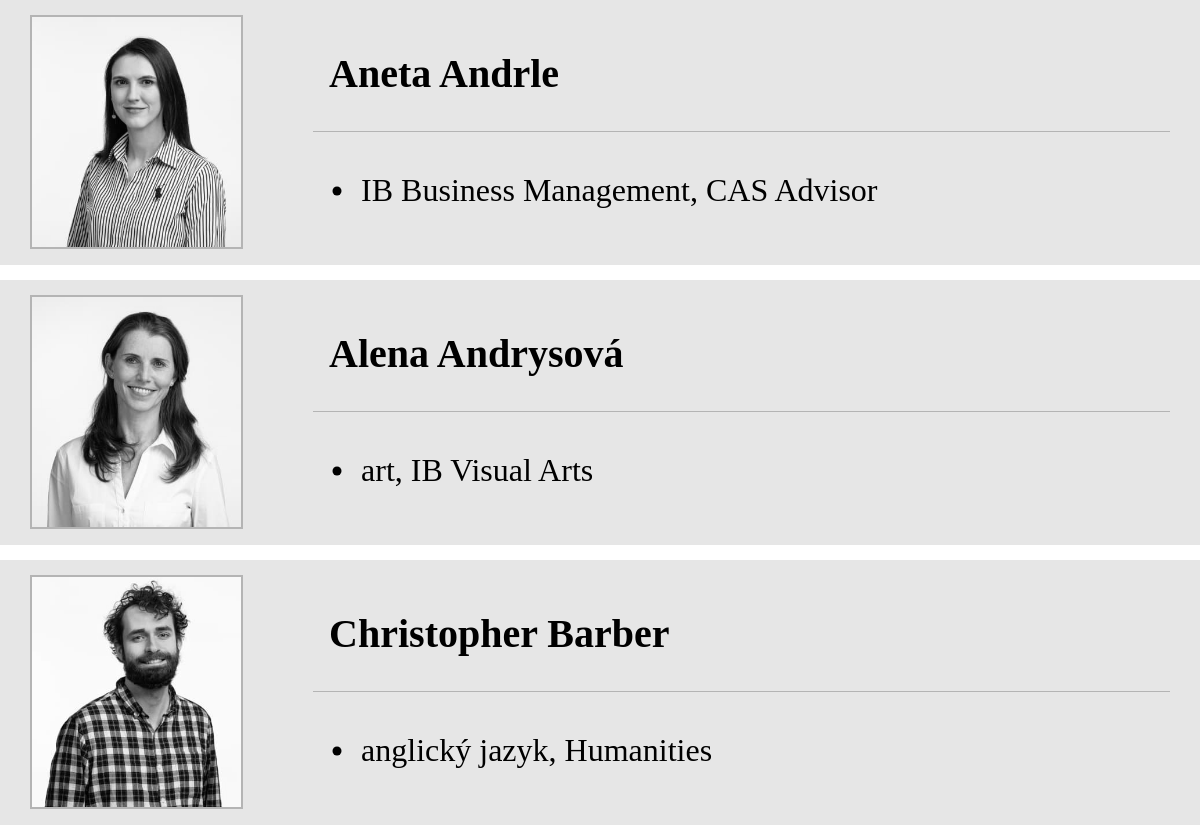 Aneta Andrle
• IB Business Management, CAS Advisor
Alena Andrysová
• art, IB Visual Arts
Christopher Barber
• anglický jazyk, Humanities